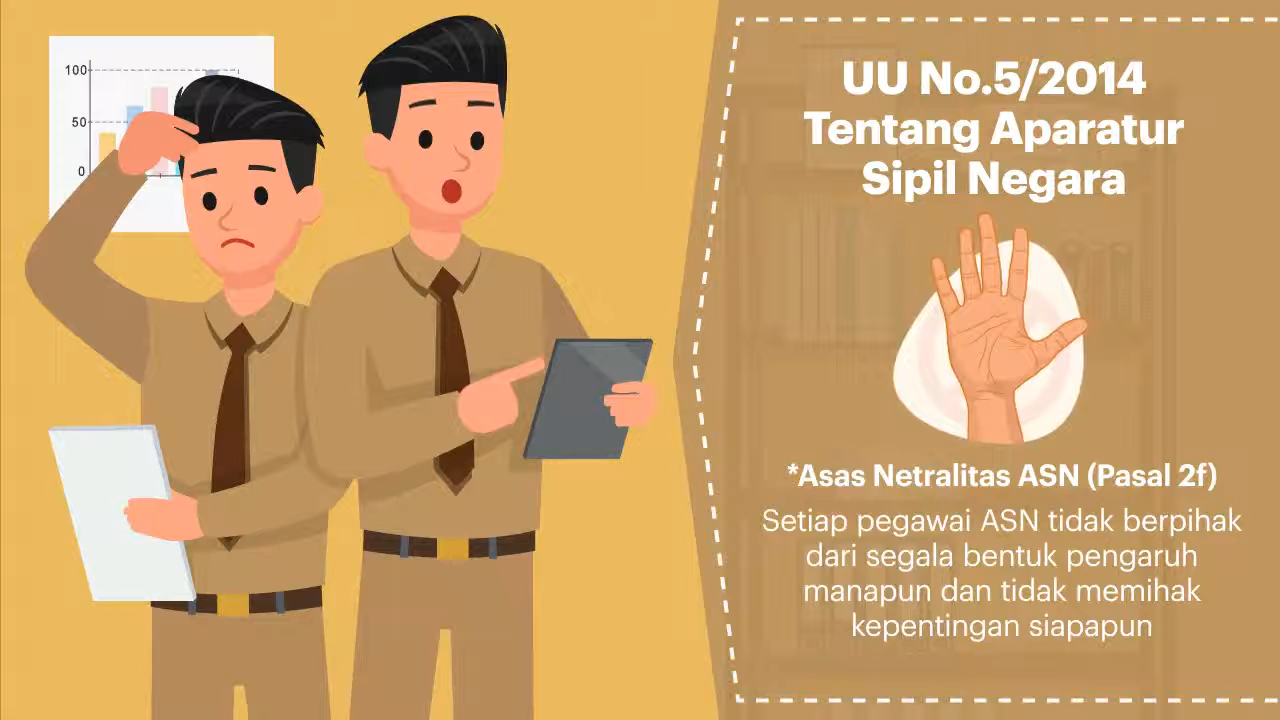 100
50
0
UU No.5/2014
Tentang Aparatur
Sipil Negara
*Asas Netralitas ASN (Pasal 2f)
Setiap pegawai ASN tidak berpihak
dari segala bentuk pengaruh
manapun dan tidak memihak
kepentingan siapapun